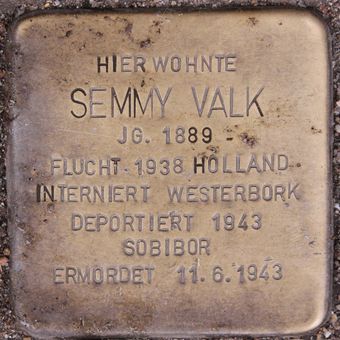 HIER WOHNTE
SEMMY VALK
JG. 1889
FLUCHT 1938 HOLLAND
INTERNIERT WESTERBORK
DEPORTIERT 1943
SOBIBOR
ERMORDET 11.6.1943